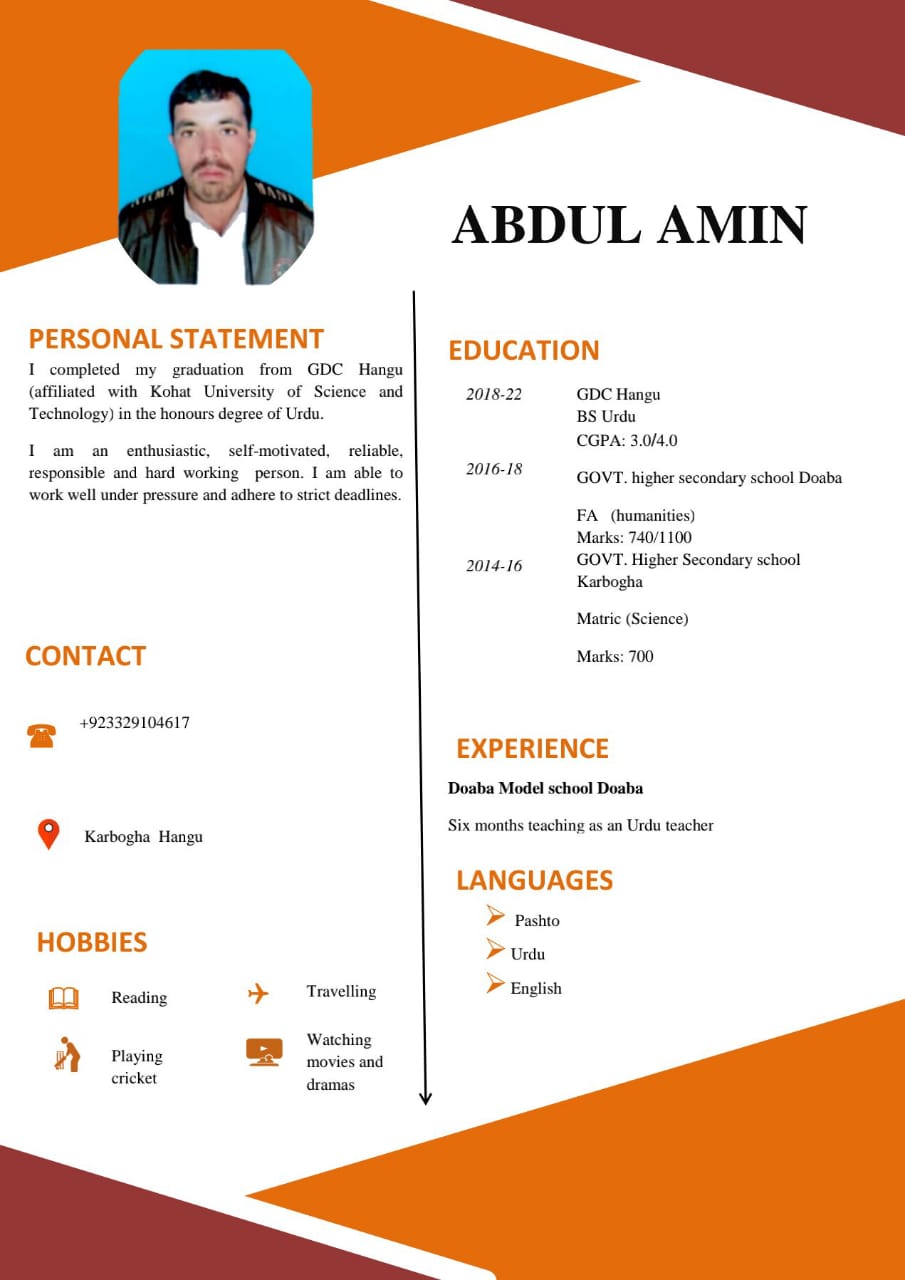 ABDUL AMIN
PERSONAL STATEMENT
I completed my graduation from GDC Hangu
(affiliated with Kohat University of Science and
Technology) in the honours degree of Urdu.
I am an enthusiastic, self-motivated, reliable,
responsible and hard working person. I am able to
work well under pressure and adhere to strict deadlines.
CONTACT
+923329104617
Karbogha Hangu
HOBBIES
Reading
Travelling
Playing
cricket
Watching
movies and
dramas
EDUCATION
2018-22 GDC Hangu
BS Urdu
CGPA: 3.0/4.0
2016-18 GOVT. higher secondary school Doaba
FA (humanities)
Marks: 740/1100
2014-16 GOVT. Higher Secondary school
Karbogha
Matric (Science)
Marks: 700
EXPERIENCE
Doaba Model school Doaba
Six months teaching as an Urdu teacher
LANGUAGES
Pashto
Urdu
English